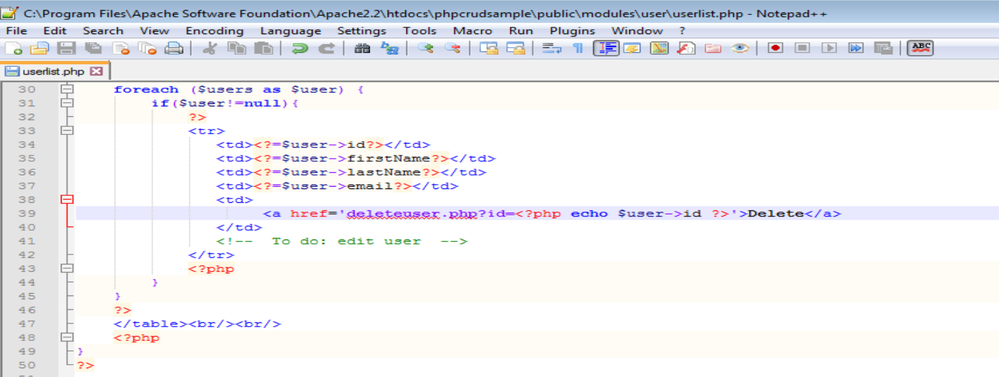 C:\Program Files\Apache Software Foundation\Apache2.2\htdocs\phpcrudsample\public\modules\user\userlist.php - Notepad++
File Edit Search View Encoding Language Settings Tools Macro Run Plugins Window ?
ABC
userlist.php
30 foreach ($users as $user) {
31 if($user!=null){
32 ?>
33 <tr>
34 <td><?=$user->id?></td>
35 <td><?=$user->firstName?></td>
36 <td><?=$user->lastName?></td>
37 <td><?=$user->email?></td>
38 <td>
39 <a href='deleteuser.php?id=<?php echo $user->id ?>'>Delete</a>
40 </td>
41 <!-- To do: edit user -->
42 </tr>
43 <?php
44 }
45 }
46 ?>
47 </table><br/><br/>
48 <?php
49 }
50 ?>